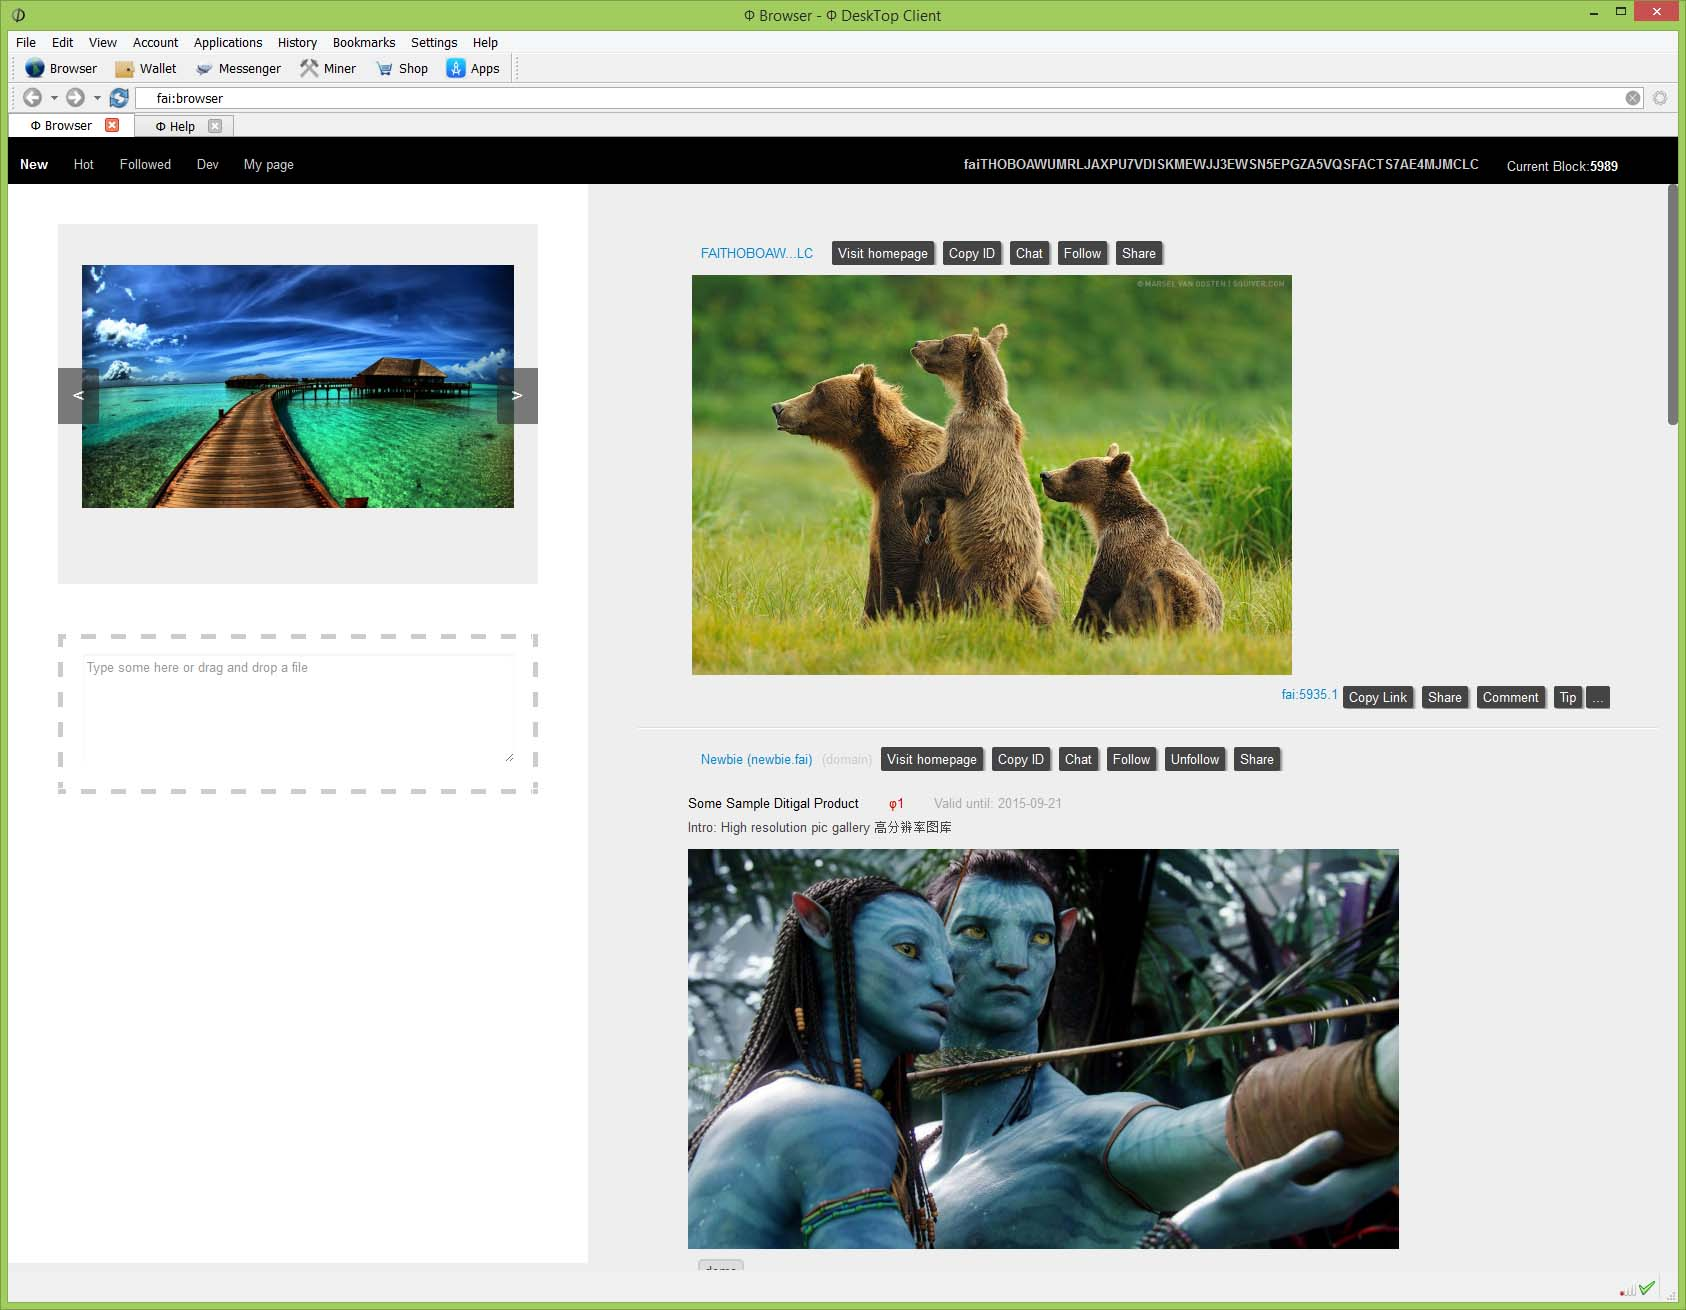 Φ Browser - Φ DeskTop Client
File Edit View Account Applications History Bookmarks Settings Help
Browser Wallet Messenger Miner Shop Apps
fai:browser
Φ Browser Φ Help
New Hot Followed Dev My page faiTHOBOAWUMRLJAXPU7VDISKMEWJJ3EWSN5EPGZA5VQSFACTS7AE4MJMCLC Current Block:5989
FAITHOBOAW...LC Visit homepage Copy ID Chat Follow Share
© MARSEL VAN OOSTEN | SQUIVER.COM
< >
Type some here or drag and drop a file
fai:5935.1 Copy Link Share Comment Tip ...
Newbie (newbie.fai) (domain) Visit homepage Copy ID Chat Follow Unfollow Share
Some Sample Ditigal Product φ1 Valid until: 2015-09-21
Intro: High resolution pic gallery 高分辨率图库